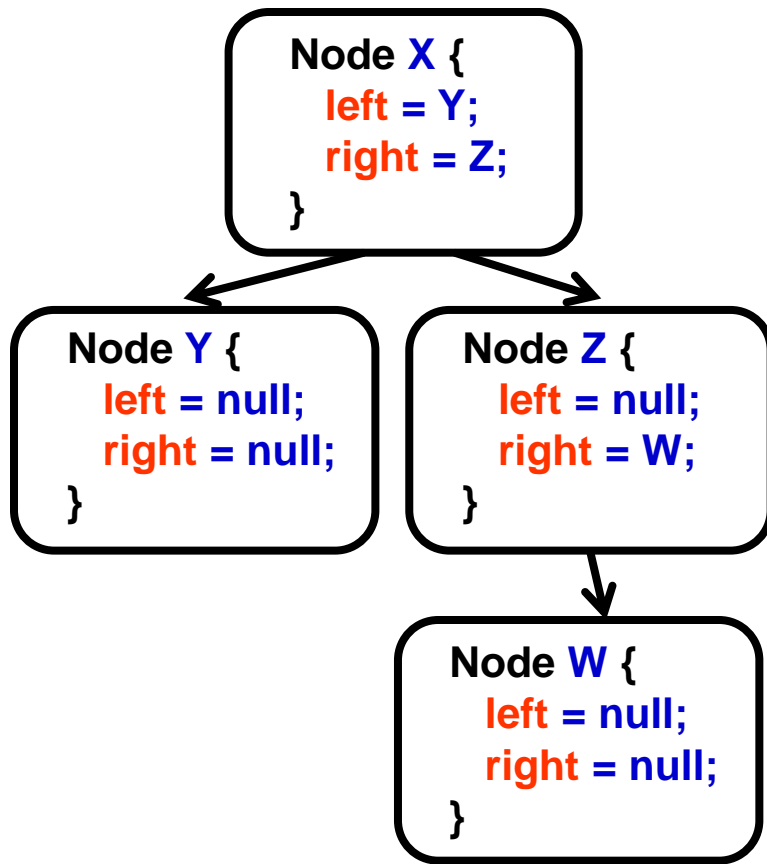 Node X {
left = Y;
right = Z;
}
Node Y {
left = null;
right = null;
}
Node Z {
left = null;
right = W;
}
Node W {
left = null;
right = null;
}